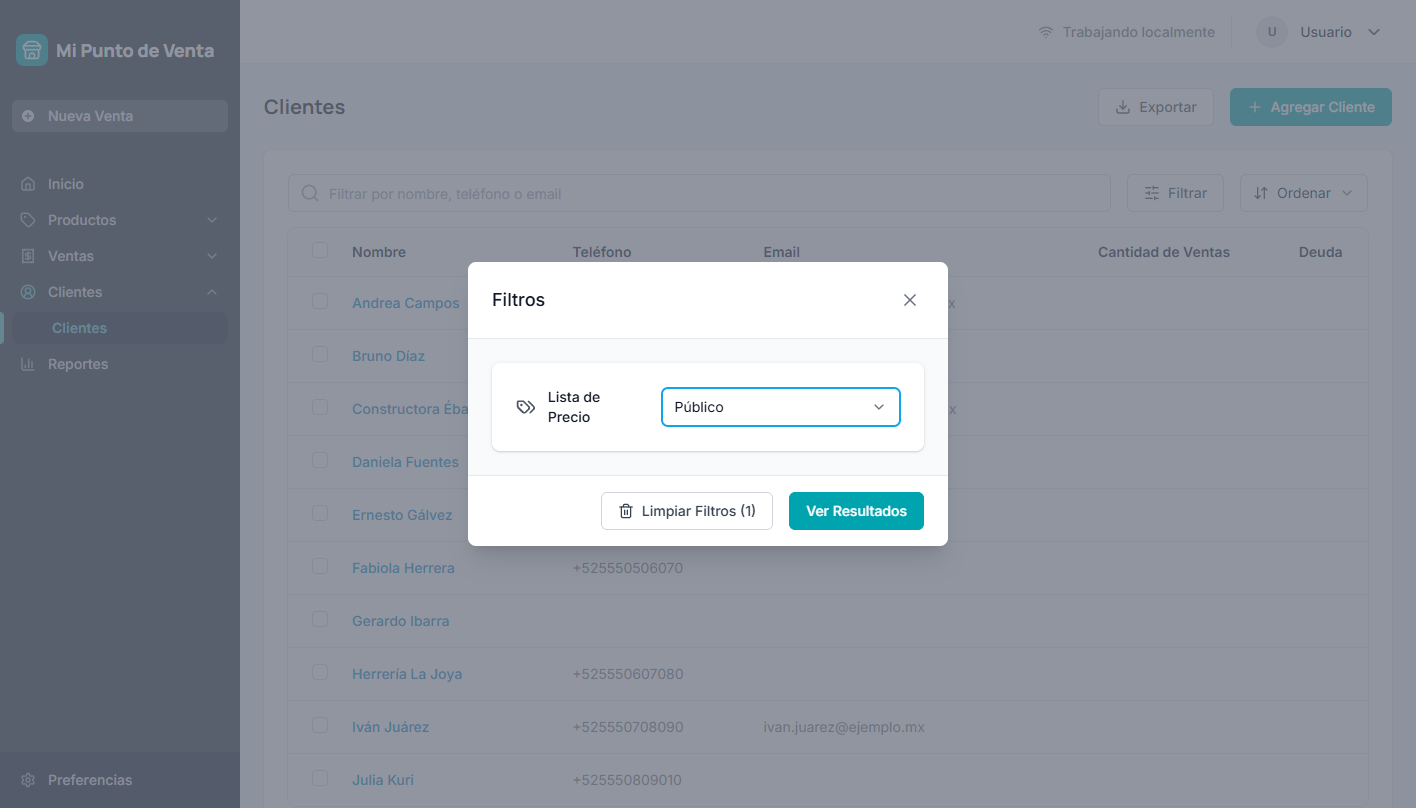 Mi Punto de Venta
Trabajando localmente
U
Usuario
Nueva Venta
Clientes
Exportar
Agregar Cliente
Inicio
Productos
Ventas
Clientes
Clientes
Reportes
Preferencias
Filtrar por nombre, teléfono o email
Filtrar
Ordenar
Nombre Teléfono Email Cantidad de Ventas Deuda
Andrea Campos x
Bruno Díaz
Constructora Éba x
Daniela Fuentes
Ernesto Gálvez
Fabiola Herrera +525550506070
Gerardo Ibarra
Herrería La Joya +525550607080
Iván Juárez +525550708090 ivan.juarez@ejemplo.mx
Julia Kuri +525550809010
Filtros
Lista de
Precio
Público
Limpiar Filtros (1)
Ver Resultados